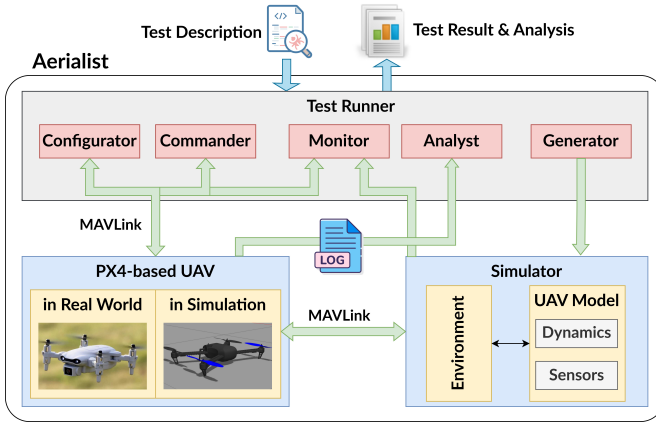 Test Description
Test Result & Analysis
Aerialist
Test Runner
Configurator
Commander
Monitor
Analyst
Generator
MAVLink
LOG
PX4-based UAV
in Real World
in Simulation
MAVLink
Simulator
Environment
UAV Model
Dynamics
Sensors